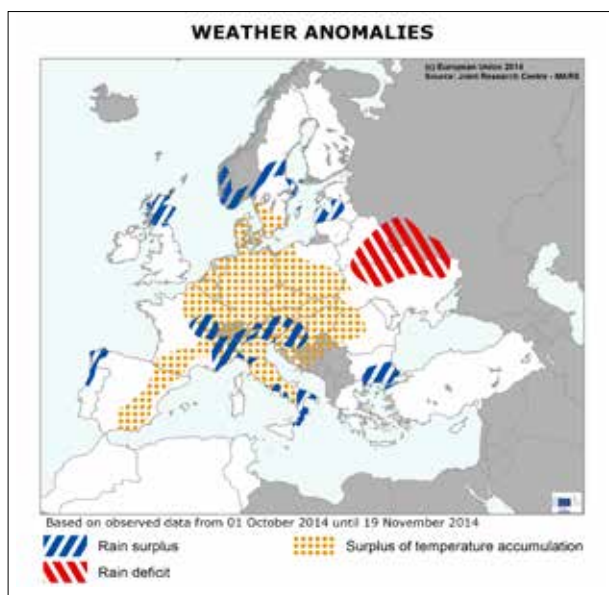 WEATHER ANOMALIES
(c) European Union 2014
Source: Joint Research Centre - MARS
Based on observed data from 01 October 2014 until 19 November 2014
Rain surplus
Surplus of temperature accumulation
Rain deficit